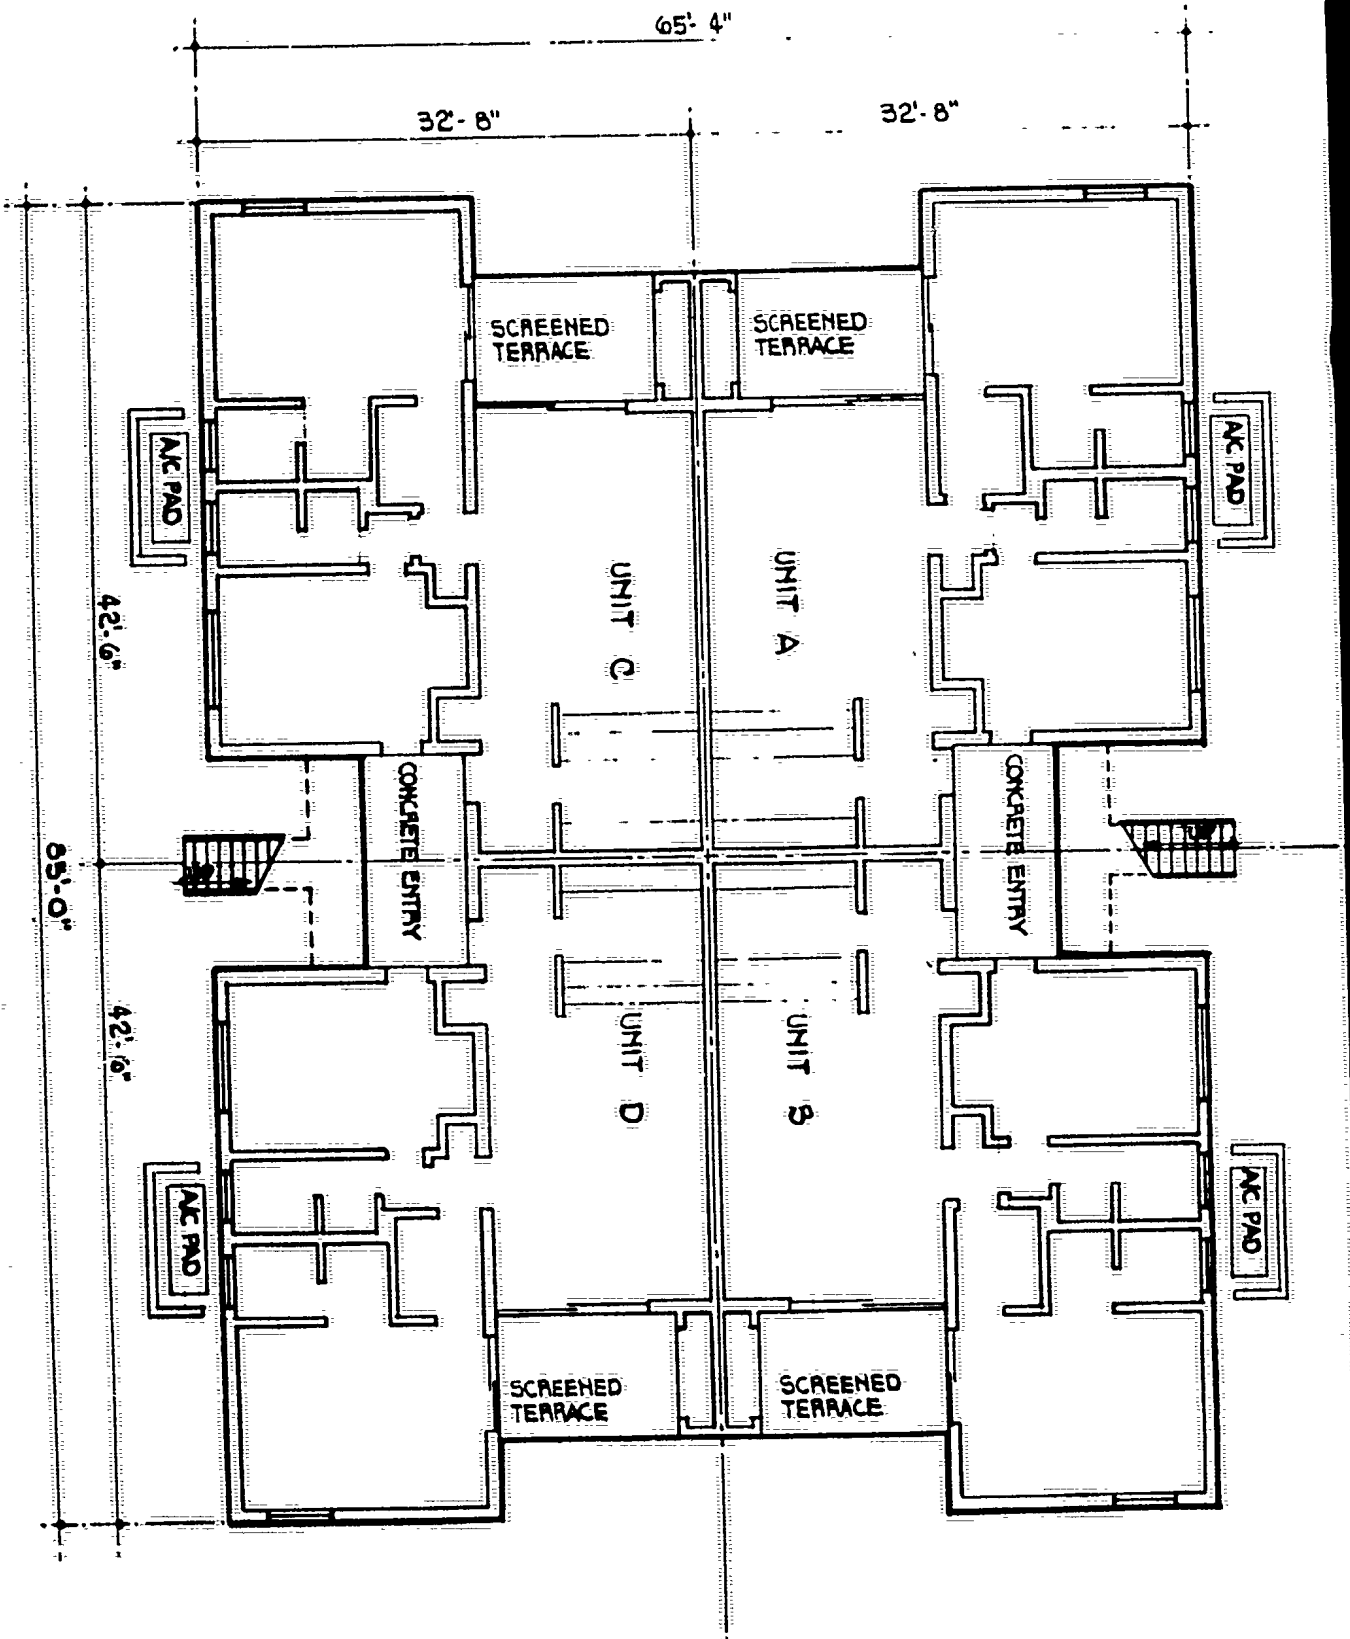 65'-4"
32'-8"
32'-8"
SCREENED
TERRACE
SCREENED
TERRACE
A/C PAD
A/C PAD
UNIT C
UNIT A
42'-6"
CONCRETE ENTRY
CONCRETE ENTRY
85'-0"
42'-6"
UNIT D
UNIT B
A/C PAD
A/C PAD
SCREENED
TERRACE
SCREENED
TERRACE